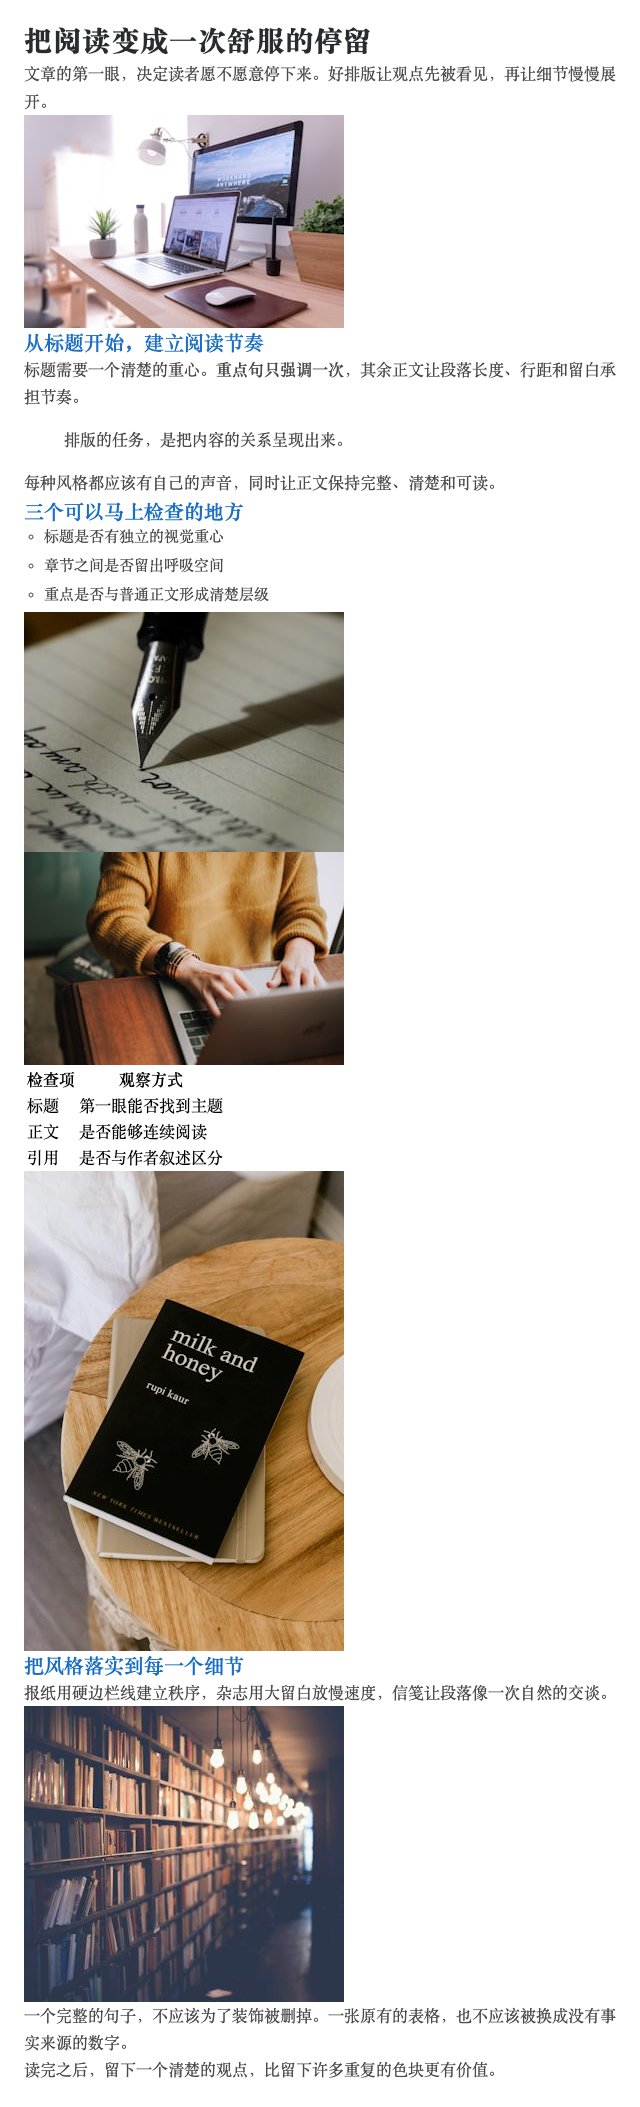 把阅读变成一次舒服的停留
文章的第一眼，决定读者愿不愿意停下来。好排版让观点先被看见，再让细节慢慢展
开。
WORKHARD
ANYWHERE
从标题开始，建立阅读节奏
标题需要一个清楚的重心。重点句只强调一次，其余正文让段落长度、行距和留白承
担节奏。
排版的任务，是把内容的关系呈现出来。
每种风格都应该有自己的声音，同时让正文保持完整、清楚和可读。
三个可以马上检查的地方
标题是否有独立的视觉重心
章节之间是否留出呼吸空间
重点是否与普通正文形成清楚层级
检查项 观察方式
标题 第一眼能否找到主题
正文 是否能够连续阅读
引用 是否与作者叙述区分
milk and
honey
rupi kaur
NEW YORK TIMES BESTSELLER
把风格落实到每一个细节
报纸用硬边栏线建立秩序，杂志用大留白放慢速度，信笺让段落像一次自然的交谈。
一个完整的句子，不应该为了装饰被删掉。一张原有的表格，也不应该被换成没有事
实来源的数字。
读完之后，留下一个清楚的观点，比留下许多重复的色块更有价值。